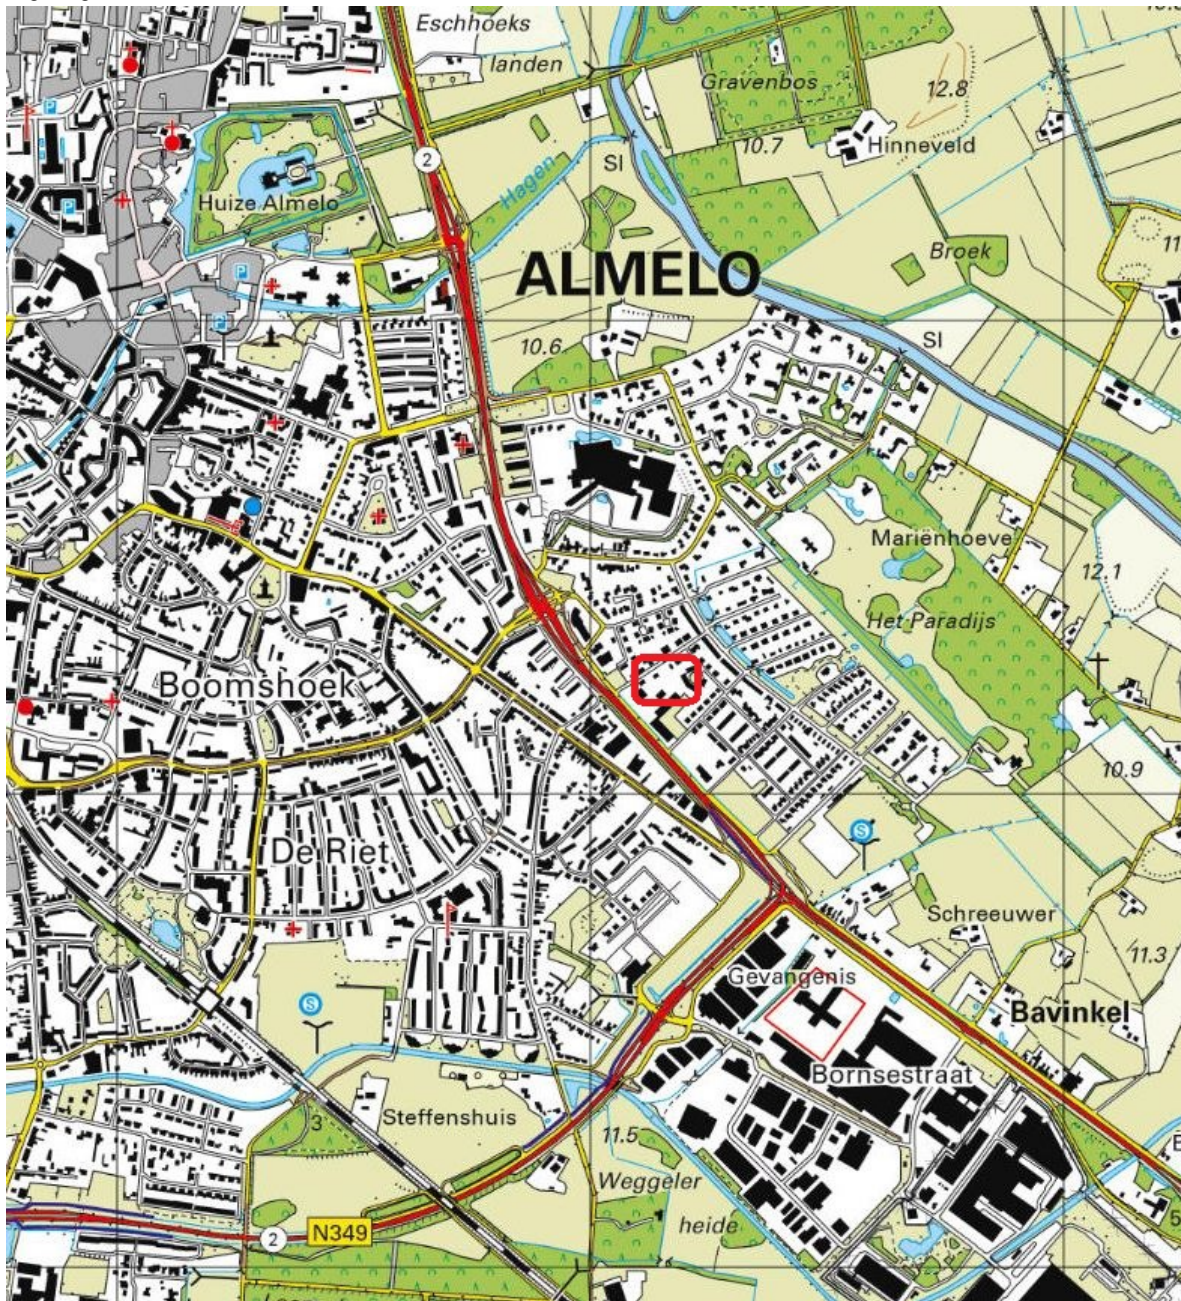 Eschhoeks
landen
Gravenbos
12.8
10.7
Hinneveld
2
Sl
Hagen
Huize Almelo
P
P
P
P
ALMELO
Broek
11
10.6
Sl
Mariënhoeve
12.1
Het Paradijs
Boomshoek
10.9
De Riet
S
Schreeuwer
11.3
Gevangenis
S
Bavinkel
Bornsestraat
Steffenshuis
3
11.5
Weggeler
heide
N349
2
5